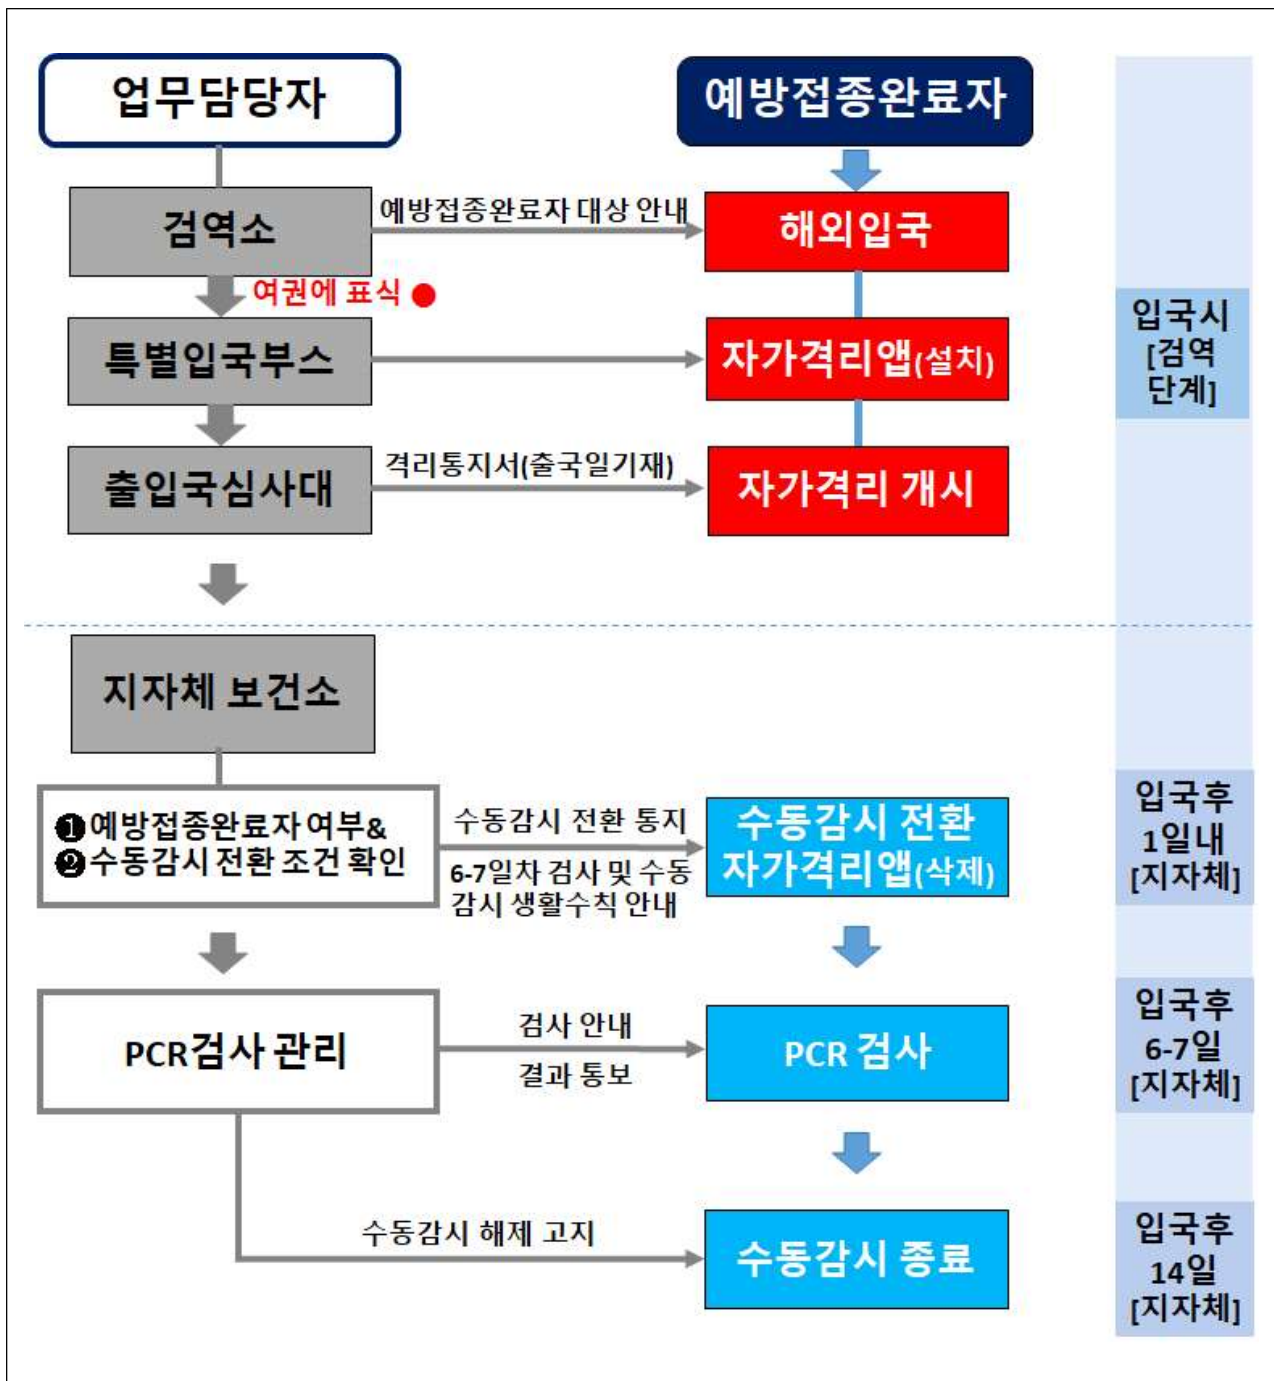 업무담당자
예방접종완료자
검역소
예방접종완료자 대상 안내
해외입국
여권에 표식 ●
특별입국부스
자가격리앱(설치)
입국시
[검역
단계]
출입국심사대
격리통지서(출국일기재)
자가격리 개시
지자체 보건소
❶예방접종완료자 여부&
❷수동감시 전환 조건 확인
수동감시 전환 통지
6-7일차 검사 및 수동
감시 생활수칙 안내
수동감시 전환
자가격리앱(삭제)
입국후
1일내
[지자체]
PCR검사 관리
검사 안내
결과 통보
PCR 검사
입국후
6-7일
[지자체]
수동감시 해제 고지
수동감시 종료
입국후
14일
[지자체]